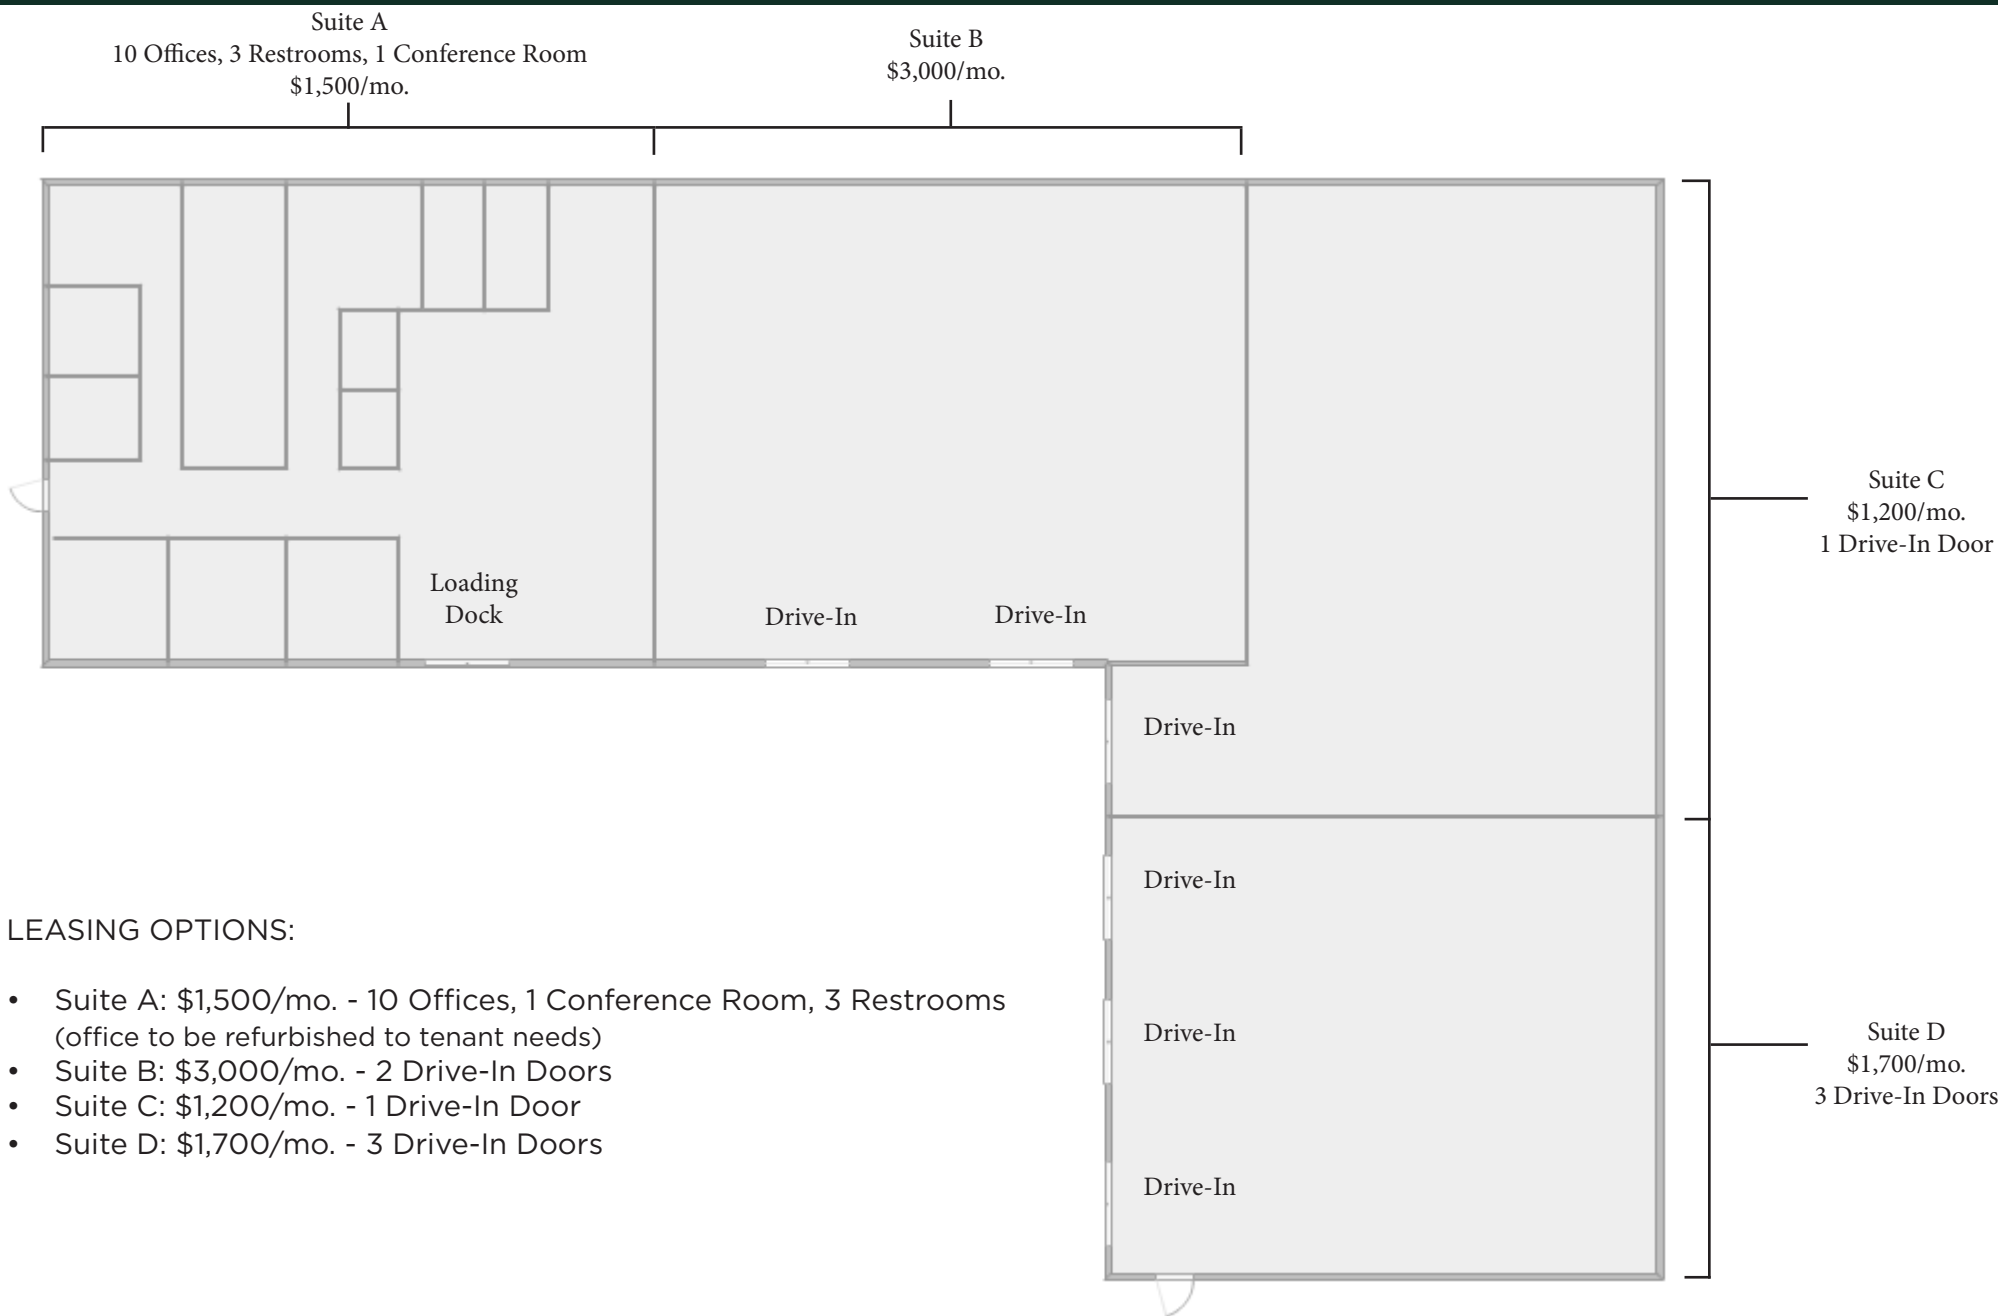 Suite A
10 Offices, 3 Restrooms, 1 Conference Room
$1,500/mo.
Suite B
$3,000/mo.
Suite C
$1,200/mo.
1 Drive-In Door
Loading
Dock
Drive-In
Drive-In
Drive-In
Drive-In
Drive-In
Drive-In
Suite D
$1,700/mo.
3 Drive-In Doors
LEASING OPTIONS:
• Suite A: $1,500/mo. - 10 Offices, 1 Conference Room, 3 Restrooms
(office to be refurbished to tenant needs)
• Suite B: $3,000/mo. - 2 Drive-In Doors
• Suite C: $1,200/mo. - 1 Drive-In Door
• Suite D: $1,700/mo. - 3 Drive-In Doors